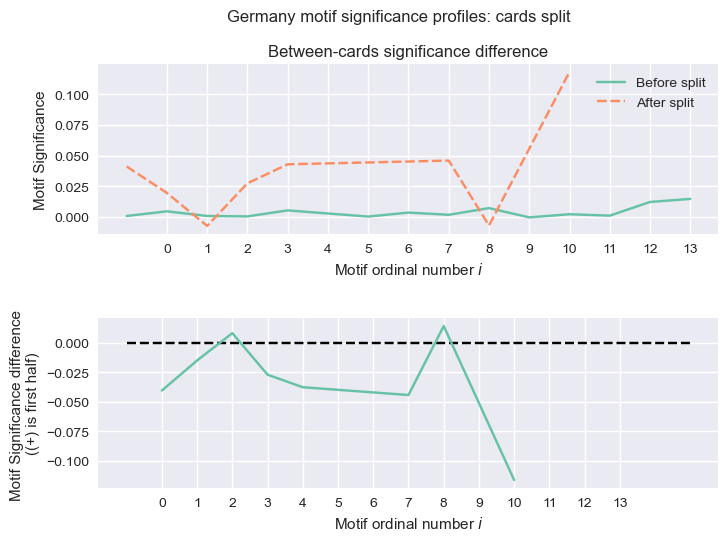 Germany motif significance profiles: cards split
Between-cards significance difference
Motif Significance
0.100
0.075
0.050
0.025
0.000
Before split
After split
0 1 2 3 4 5 6 7 8 9 10 11 12 13
Motif ordinal number i
Motif Significance difference
((+) is first half)
0.000
−0.025
−0.050
−0.075
−0.100
0 1 2 3 4 5 6 7 8 9 10 11 12 13
Motif ordinal number i